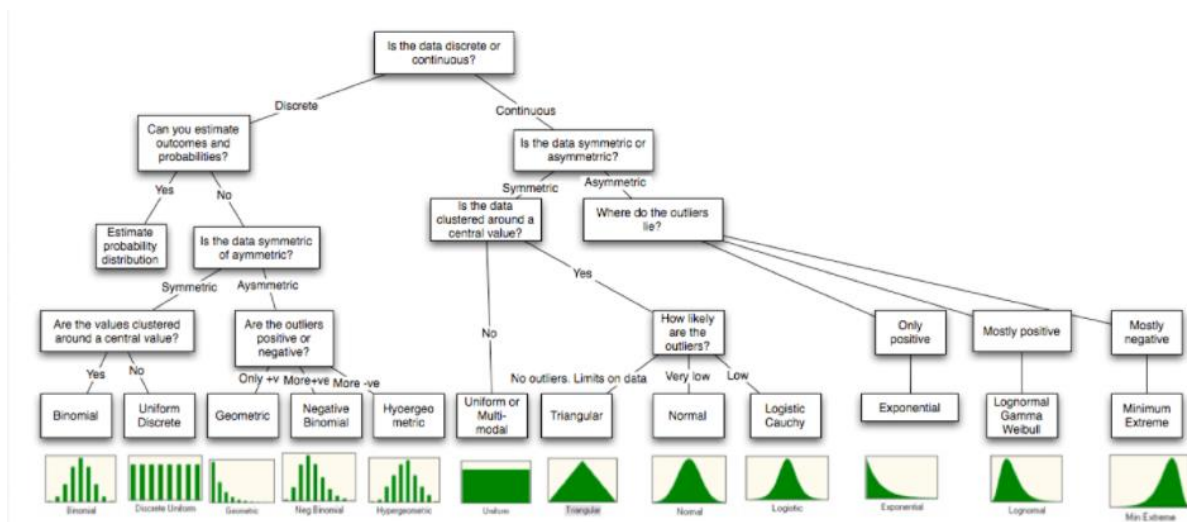 Is the data discrete or
continuous?
Discrete
Continuous
Can you estimate
outcomes and
probabilities?
Is the data symmetric or
asymmetrric?
Yes
No
Symmetric
Asymmetric
Estimate
probability
distribution
Is the data symmetric
of aymmetric?
Is the data
clustered around a
central value?
Where do the outliers
lie?
Symmetric
Aysmmetric
Yes
Are the values clustered
around a central value?
Are the outliers
positive or
negative?
No
How likely
are the
outliers?
Only
positive
Mostly positive
Mostly
negative
Yes
No
Only +v
More+ve
More -ve
No outliers. Limits on data
Very low
Low
Binomial
Uniform
Discrete
Geometric
Negative
Binomial
Hyoergeo
metric
Uniform or
Multi-
modal
Triangular
Normal
Logistic
Cauchy
Exponential
Lognormal
Gamma
Weibull
Minimum
Extreme
Binomial
Discrete Uniform
Geometric
Neg Binomial
Hypergeometric
Uniform
Triangular
Normal
Logistic
Exponential
Lognormal
Min Extreme